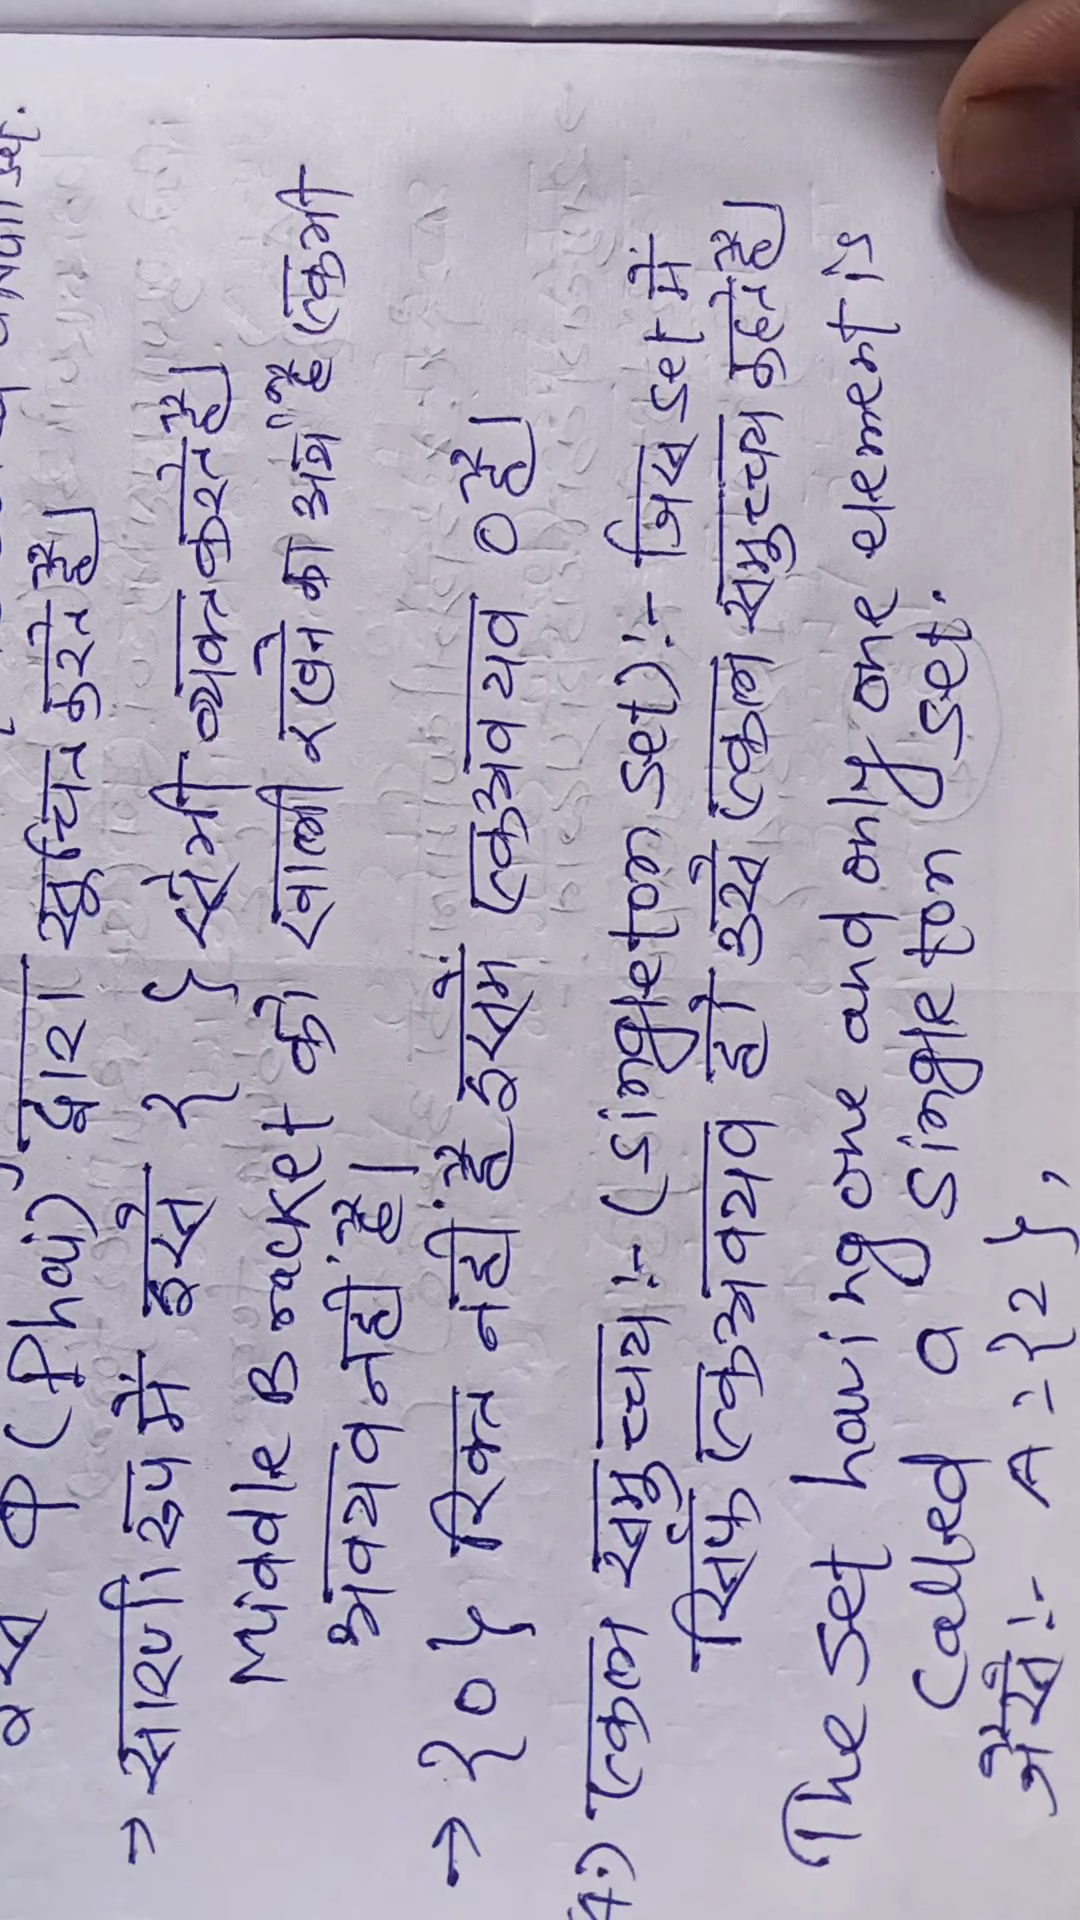 φ (Phai) द्वारा सूचित करते है।
→ सारणी रूप में इसे { } से भी व्यक्त करते है।
Middle Bracket को खाली रखने का अर्थ है एक भी
अवयव नहीं है।
→ {0} रिक्त नहीं है इसमें एक अवयव 0 है।
4.) एकल समुच्चय :- (Singleton set) :- जिस set में
सिर्फ एक अवयव हो उसे एकल समुच्चय कहते है।
The set having one and only one element is
Called a Singleton set.
जैसे :- A = {2},